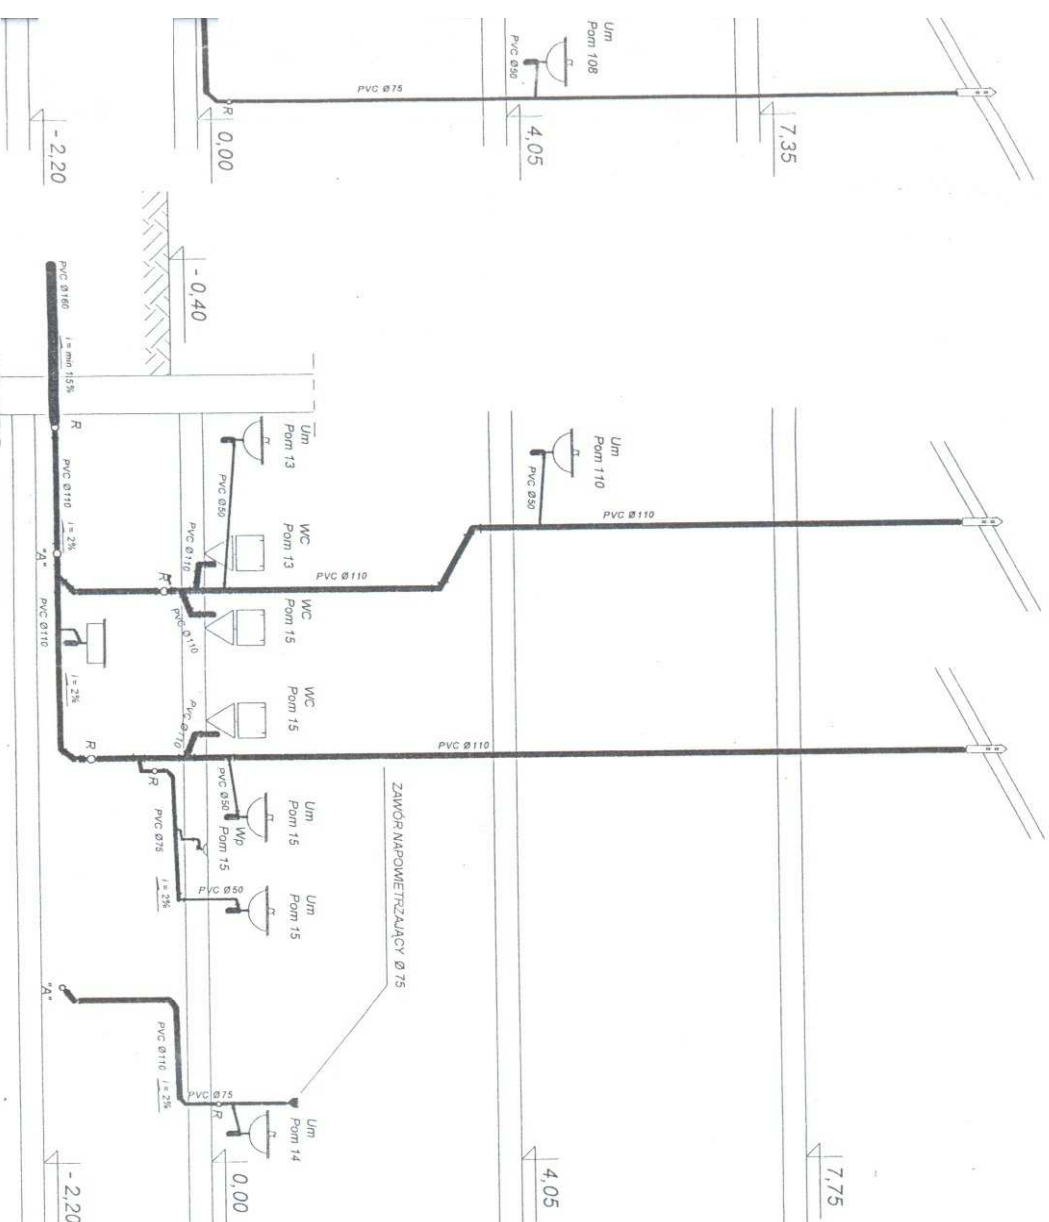 Um
Pom 108
PVC Ø50
PVC Ø75
R
7,35
4,05
0,00
- 2,20
- 0,40
PVC Ø160
i = min 1,5%
R
PVC Ø110
i = 2%
"A"
Um
Pom 13
PVC Ø50
WC
Pom 13
PVC Ø110
R
PVC Ø110
WC
Pom 15
PVC Ø110
Um
Pom 110
PVC Ø50
PVC Ø110
PVC Ø110
i = 2%
R
WC
Pom 15
PVC Ø110
PVC Ø110
PVC Ø50
Um
Pom 15
R
Wp
Pom 15
PVC Ø75
i = 2%
PVC Ø50
Um
Pom 15
ZAWÓR NAPOWIETRZAJĄCY Ø 75
"A"
PVC Ø110
i = 2%
PVC Ø75
R
Um
Pom 14
7,75
4,05
0,00
- 2,20